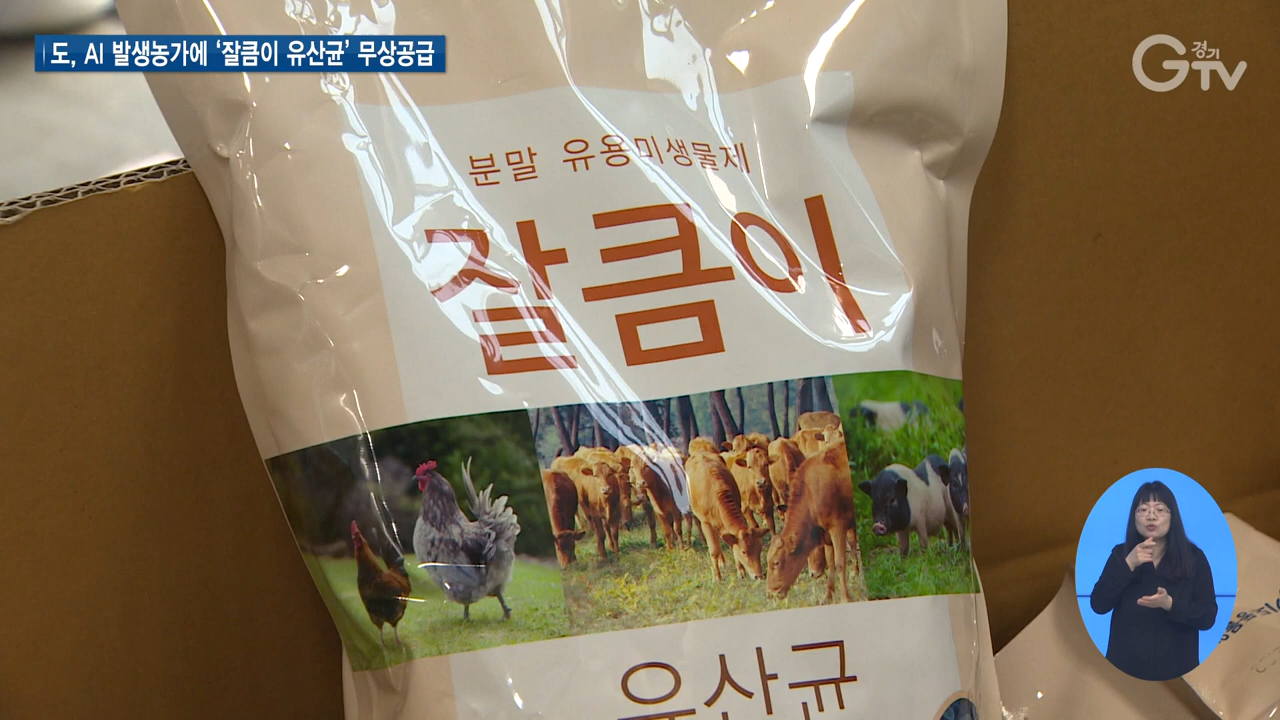 도, AI 발생농가에 ‘잘큼이 유산균’ 무상공급
경기
GTV
분말 유용미생물제
잘큼이
유산균